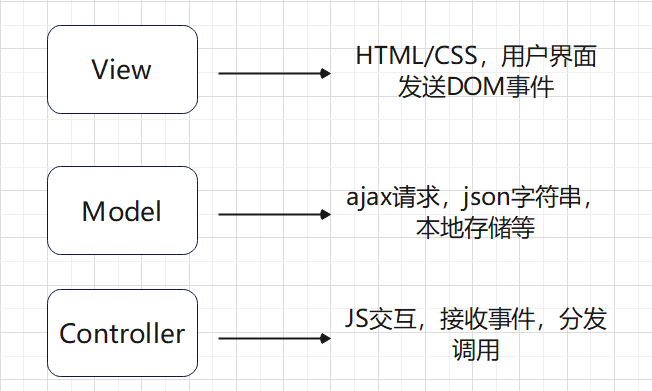 View
HTML/CSS，用户界面
发送DOM事件
Model
ajax请求，json字符串，
本地存储等
Controller
JS交互，接收事件，分发
调用